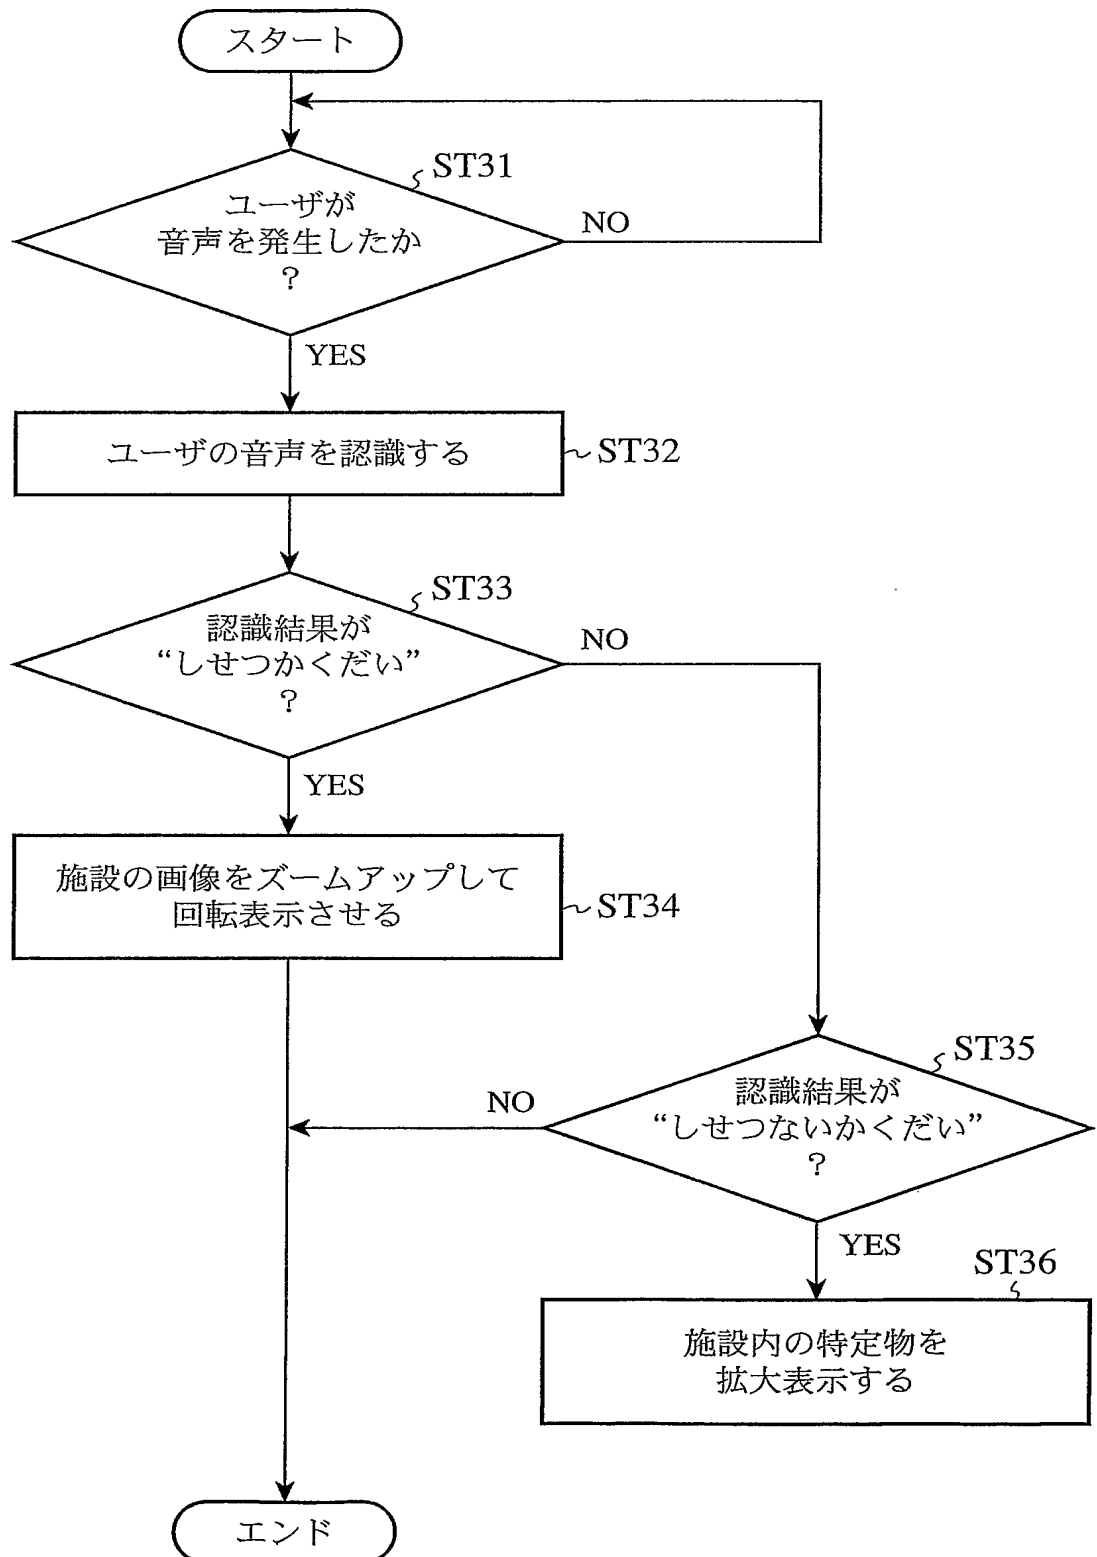 スタート
ST31
ユーザが
音声を発生したか
?
NO
YES
ユーザの音声を認識する
ST32
ST33
認識結果が
“しせつかくだい”
?
NO
YES
施設の画像をズームアップして
回転表示させる
ST34
ST35
認識結果が
“しせつないかくだい”
?
NO
YES
ST36
施設内の特定物を
拡大表示する
エンド